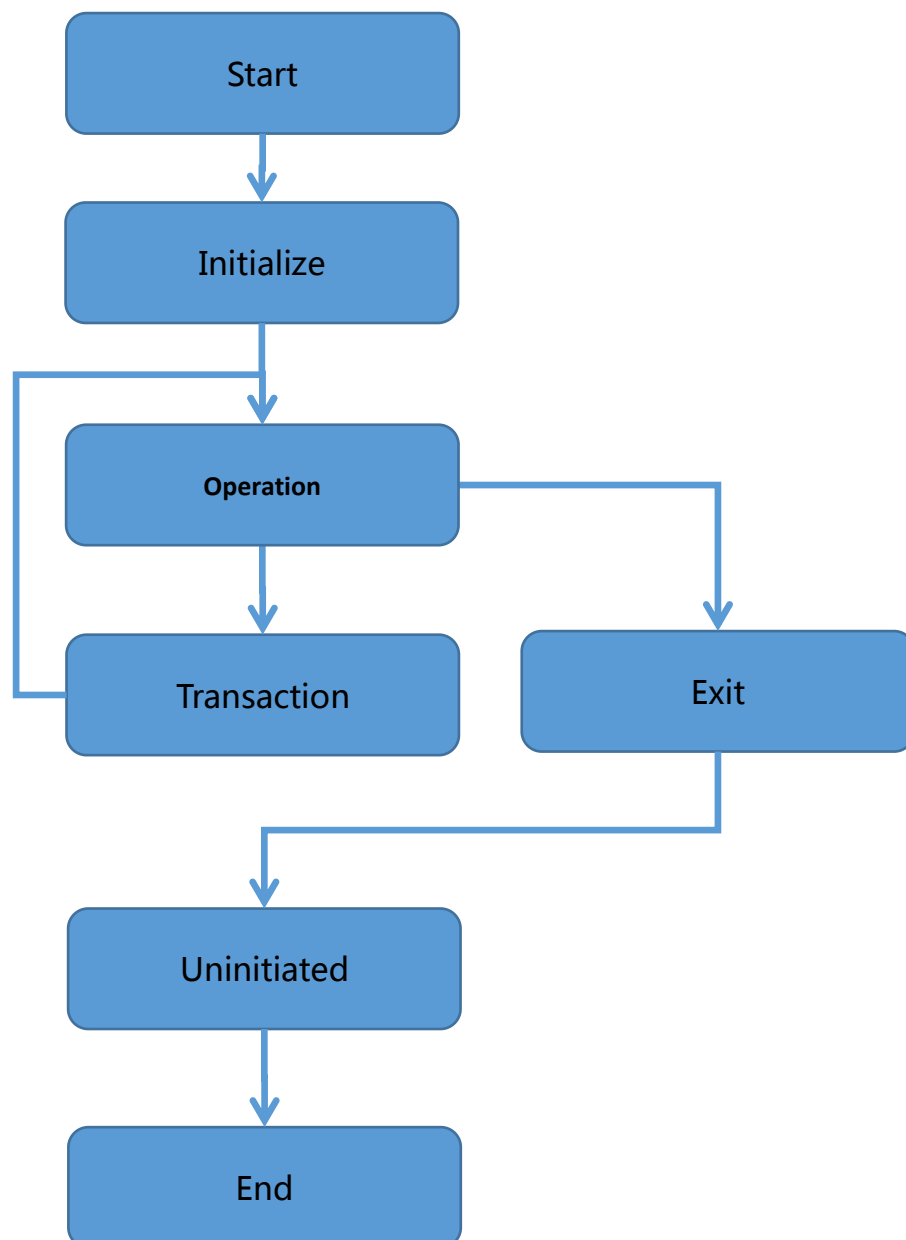 Start
Initialize
Operation
Transaction
Exit
Uninitiated
End